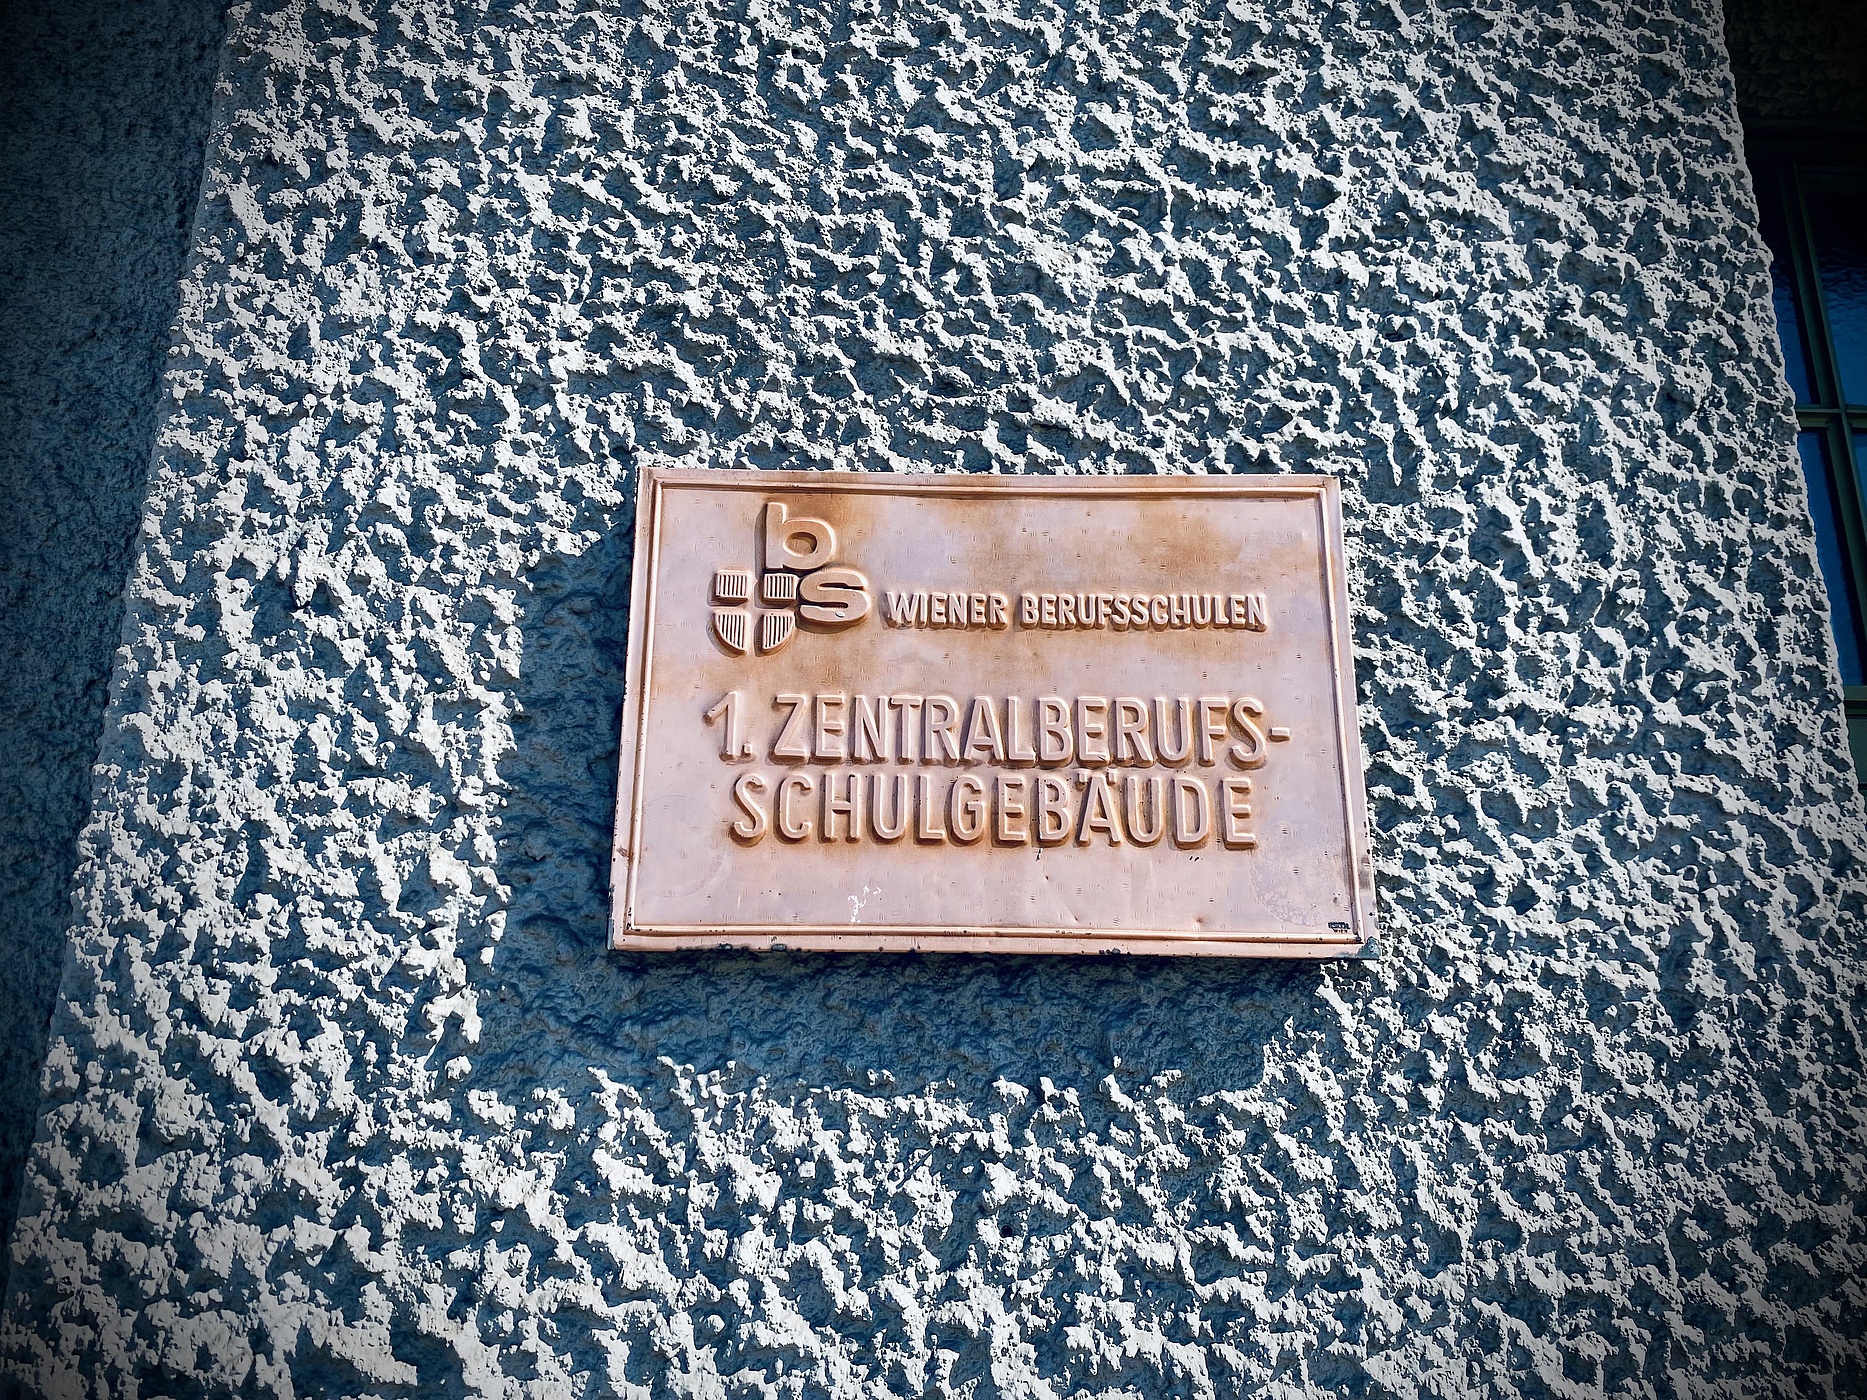 bs
WIENER BERUFSSCHULEN
1. ZENTRALBERUFS-
SCHULGEBÄUDE